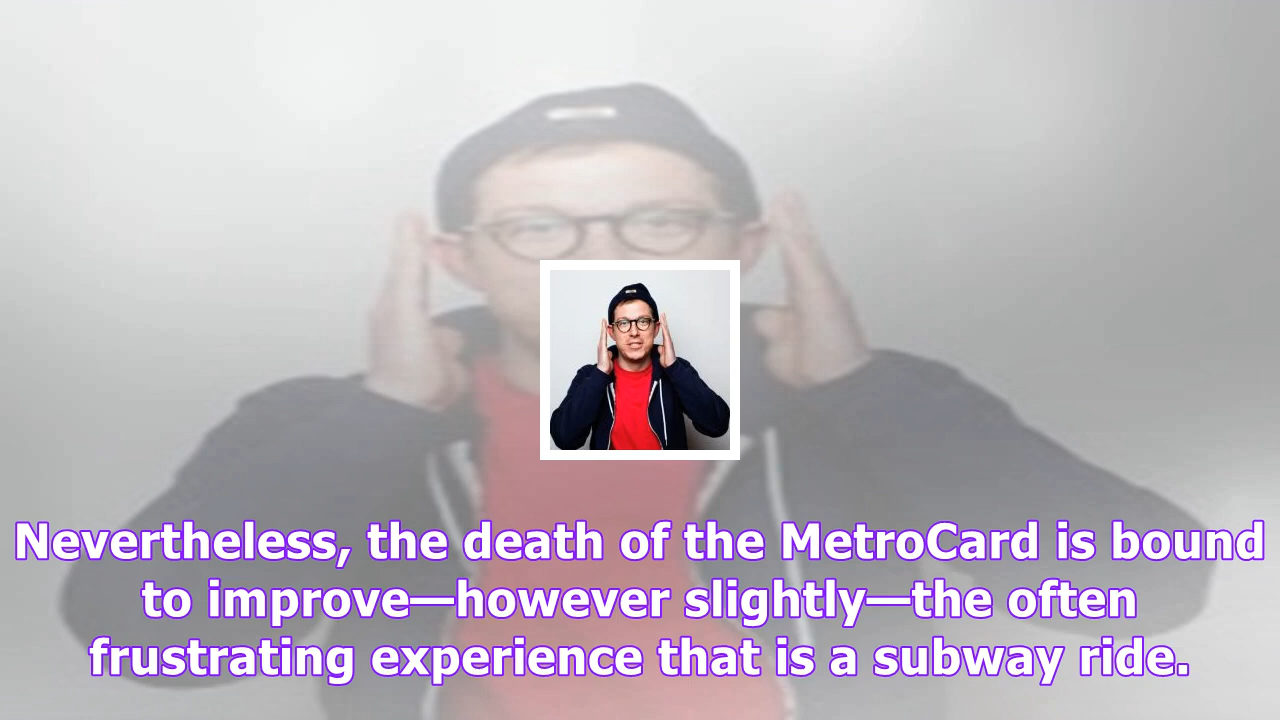 Nevertheless, the death of the MetroCard is bound
to improve—however slightly—the often
frustrating experience that is a subway ride.